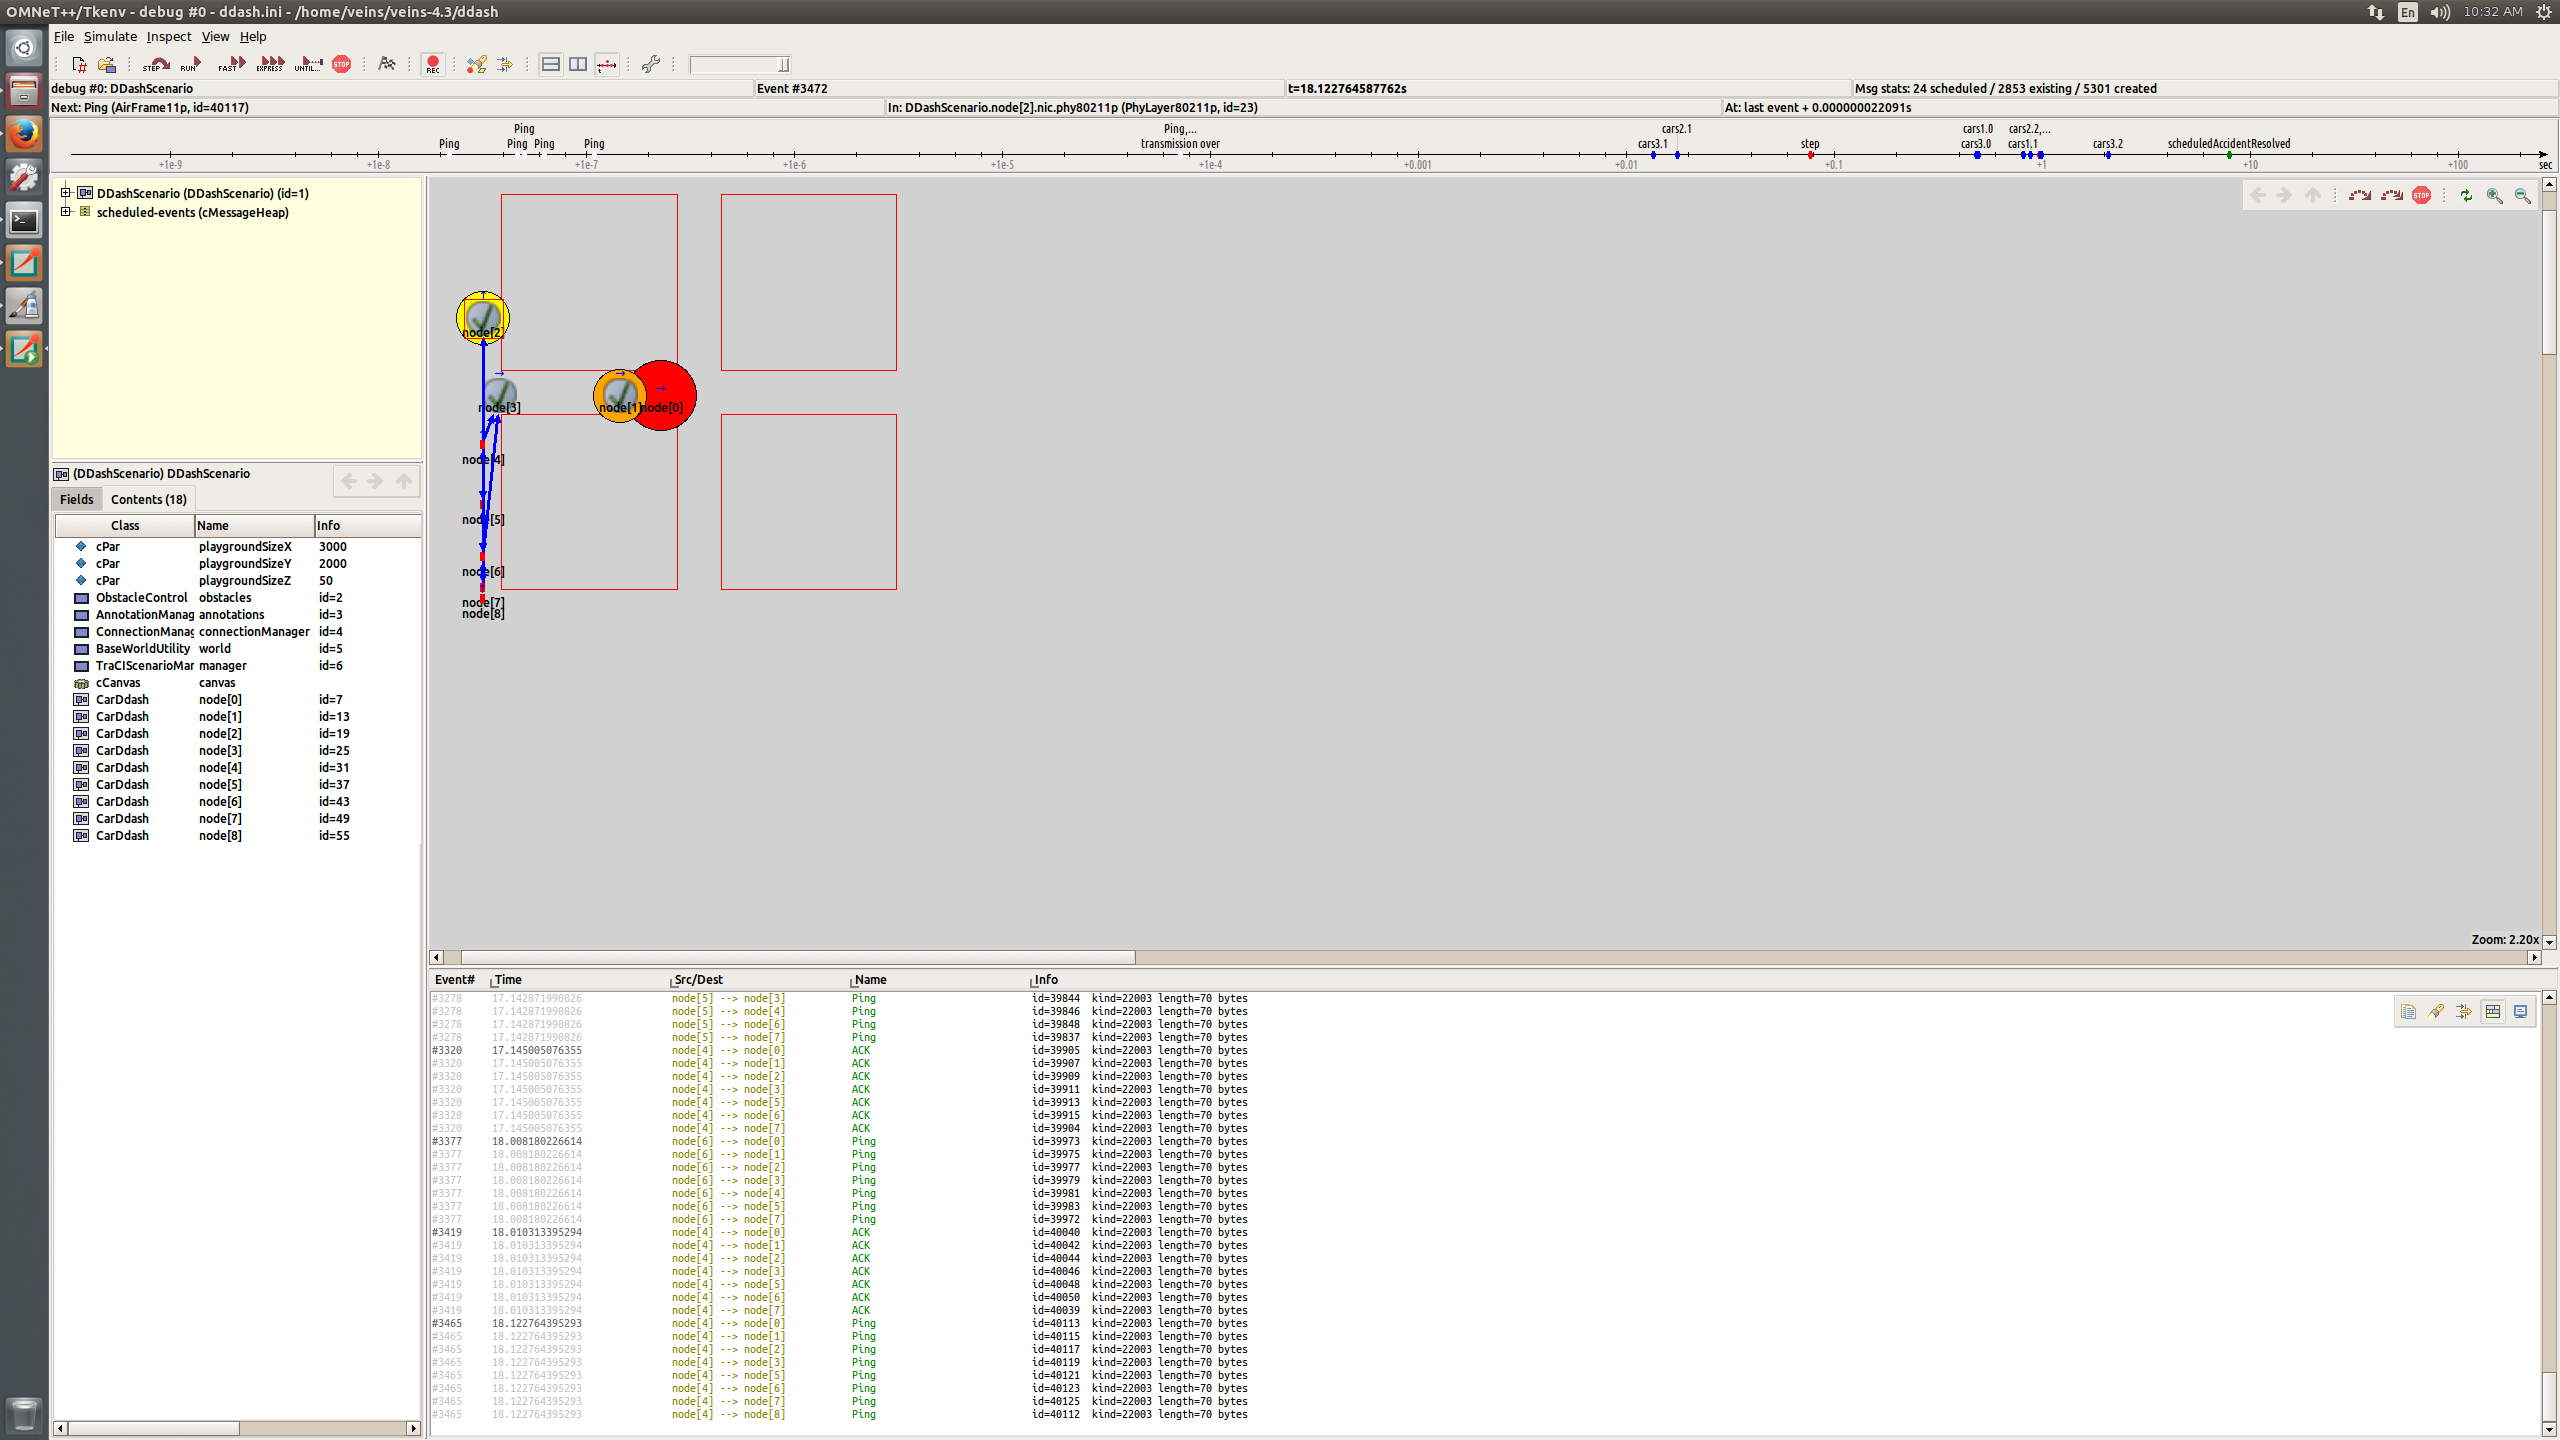 OMNeT++/Tkenv - debug #0 - ddash.ini - /home/veins/veins-4.3/ddash
En 10:32 AM
File Simulate Inspect View Help
STEP RUN FAST EXPRESS UNTIL... STOP REC
debug #0: DDashScenario Event #3472 t=18.122764587762s Msg stats: 24 scheduled / 2853 existing / 5301 created
Next: Ping (AirFrame11p, id=40117) In: DDashScenario.node[2].nic.phy80211p (PhyLayer80211p, id=23) At: last event + 0.000000022091s
Ping Ping,... cars2.1 cars1.0 cars2.2,...
Ping Ping Ping Ping transmission over cars3.1 step cars3.0 cars1.1 cars3.2 scheduledAccidentResolved
+1e-9 +1e-8 +1e-7 +1e-6 +1e-5 +1e-4 +0.001 +0.01 +0.1 +1 +10 +100 sec
DDashScenario (DDashScenario) (id=1)
scheduled-events (cMessageHeap)
STOP
node[2]
node[3]
node[1]
node[0]
node[4]
node[5]
node[6]
node[7]
node[8]
Zoom: 2.20x
(DDashScenario) DDashScenario
Fields Contents (18)
Class Name Info
cPar playgroundSizeX 3000
cPar playgroundSizeY 2000
cPar playgroundSizeZ 50
ObstacleControl obstacles id=2
AnnotationManag annotations id=3
ConnectionManag connectionManager id=4
BaseWorldUtility world id=5
TraCIScenarioMar manager id=6
cCanvas canvas
CarDdash node[0] id=7
CarDdash node[1] id=13
CarDdash node[2] id=19
CarDdash node[3] id=25
CarDdash node[4] id=31
CarDdash node[5] id=37
CarDdash node[6] id=43
CarDdash node[7] id=49
CarDdash node[8] id=55
Event# Time Src/Dest Name Info
#3278 17.142871990826 node[5] --> node[3] Ping id=39844 kind=22003 length=70 bytes
#3278 17.142871990826 node[5] --> node[4] Ping id=39846 kind=22003 length=70 bytes
#3278 17.142871990826 node[5] --> node[6] Ping id=39848 kind=22003 length=70 bytes
#3278 17.142871990826 node[5] --> node[7] Ping id=39837 kind=22003 length=70 bytes
#3320 17.145005076355 node[4] --> node[0] ACK id=39905 kind=22003 length=70 bytes
#3320 17.145005076355 node[4] --> node[1] ACK id=39907 kind=22003 length=70 bytes
#3320 17.145005076355 node[4] --> node[2] ACK id=39909 kind=22003 length=70 bytes
#3320 17.145005076355 node[4] --> node[3] ACK id=39911 kind=22003 length=70 bytes
#3320 17.145005076355 node[4] --> node[5] ACK id=39913 kind=22003 length=70 bytes
#3320 17.145005076355 node[4] --> node[6] ACK id=39915 kind=22003 length=70 bytes
#3320 17.145005076355 node[4] --> node[7] ACK id=39904 kind=22003 length=70 bytes
#3377 18.008180226614 node[6] --> node[0] Ping id=39973 kind=22003 length=70 bytes
#3377 18.008180226614 node[6] --> node[1] Ping id=39975 kind=22003 length=70 bytes
#3377 18.008180226614 node[6] --> node[2] Ping id=39977 kind=22003 length=70 bytes
#3377 18.008180226614 node[6] --> node[3] Ping id=39979 kind=22003 length=70 bytes
#3377 18.008180226614 node[6] --> node[4] Ping id=39981 kind=22003 length=70 bytes
#3377 18.008180226614 node[6] --> node[5] Ping id=39983 kind=22003 length=70 bytes
#3377 18.008180226614 node[6] --> node[7] Ping id=39972 kind=22003 length=70 bytes
#3419 18.010313395294 node[4] --> node[0] ACK id=40040 kind=22003 length=70 bytes
#3419 18.010313395294 node[4] --> node[1] ACK id=40042 kind=22003 length=70 bytes
#3419 18.010313395294 node[4] --> node[2] ACK id=40044 kind=22003 length=70 bytes
#3419 18.010313395294 node[4] --> node[3] ACK id=40046 kind=22003 length=70 bytes
#3419 18.010313395294 node[4] --> node[5] ACK id=40048 kind=22003 length=70 bytes
#3419 18.010313395294 node[4] --> node[6] ACK id=40050 kind=22003 length=70 bytes
#3419 18.010313395294 node[4] --> node[7] ACK id=40039 kind=22003 length=70 bytes
#3465 18.122764395293 node[4] --> node[0] Ping id=40113 kind=22003 length=70 bytes
#3465 18.122764395293 node[4] --> node[1] Ping id=40115 kind=22003 length=70 bytes
#3465 18.122764395293 node[4] --> node[2] Ping id=40117 kind=22003 length=70 bytes
#3465 18.122764395293 node[4] --> node[3] Ping id=40119 kind=22003 length=70 bytes
#3465 18.122764395293 node[4] --> node[5] Ping id=40121 kind=22003 length=70 bytes
#3465 18.122764395293 node[4] --> node[6] Ping id=40123 kind=22003 length=70 bytes
#3465 18.122764395293 node[4] --> node[7] Ping id=40125 kind=22003 length=70 bytes
#3465 18.122764395293 node[4] --> node[8] Ping id=40112 kind=22003 length=70 bytes